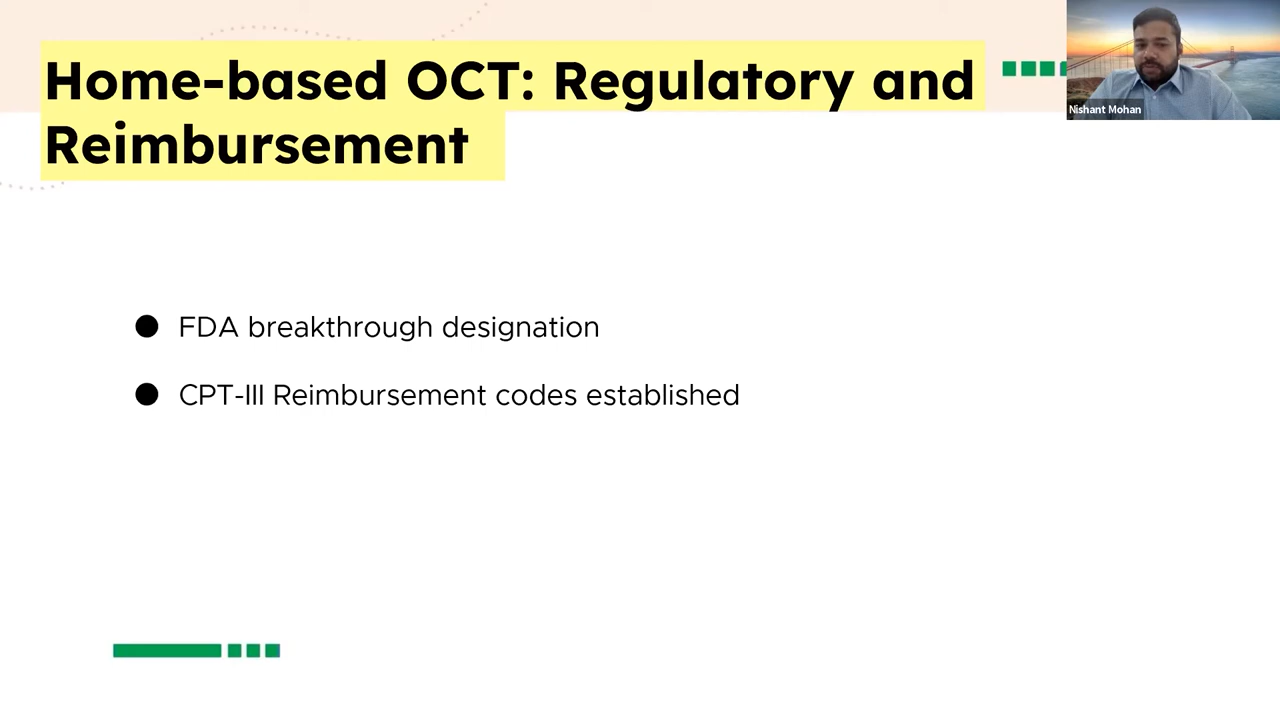 Home-based OCT: Regulatory and
Reimbursement
Nishant Mohan
● FDA breakthrough designation
● CPT-III Reimbursement codes established